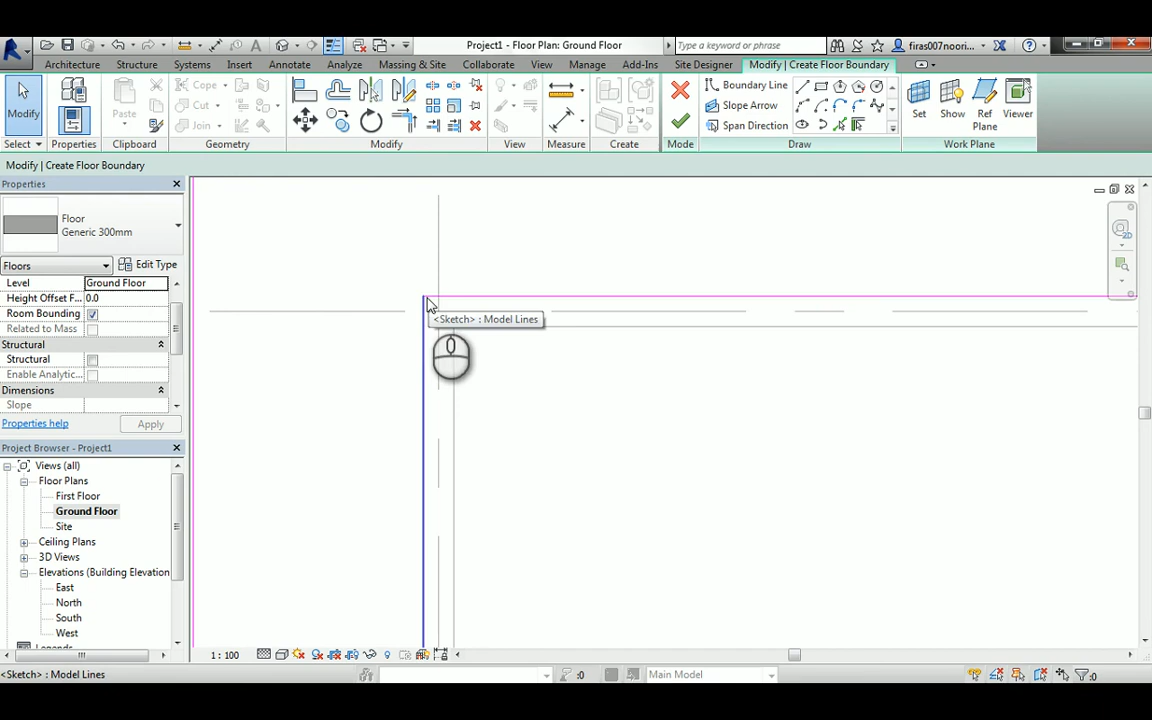 Project1 - Floor Plan: Ground Floor
Type a keyword or phrase
firas007noori...
Architecture Structure Systems Insert Annotate Analyze Massing & Site Collaborate View Manage Add-Ins Site Designer Modify | Create Floor Boundary
Modify
Select
Properties
Paste
Clipboard
Cope
Cut
Join
Geometry
Modify
View
Measure
Create
Mode
Boundary Line
Slope Arrow
Span Direction
Draw
Set
Show
Ref
Plane
Viewer
Work Plane
Modify | Create Floor Boundary
Properties
Floor
Generic 300mm
Floors
Edit Type
Level Ground Floor
Height Offset F... 0.0
Room Bounding
Related to Mass
Structural
Structural
Enable Analytic...
Dimensions
Slope
Properties help
Apply
Project Browser - Project1
Views (all)
Floor Plans
First Floor
Ground Floor
Site
Ceiling Plans
3D Views
Elevations (Building Elevation
East
North
South
West
<Sketch> : Model Lines
1 : 100
<Sketch> : Model Lines
:0
Main Model
:0